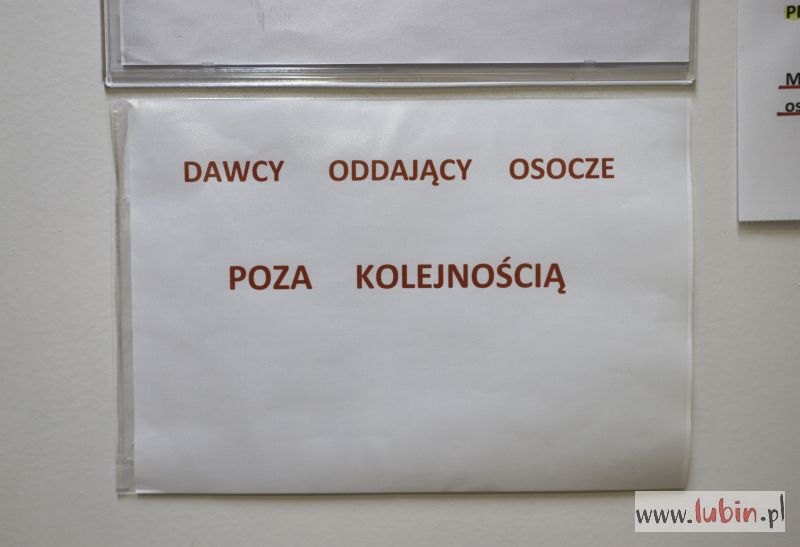 DAWCY ODDAJĄCY OSOCZE
POZA KOLEJNOŚCIĄ
www.lubin.pl